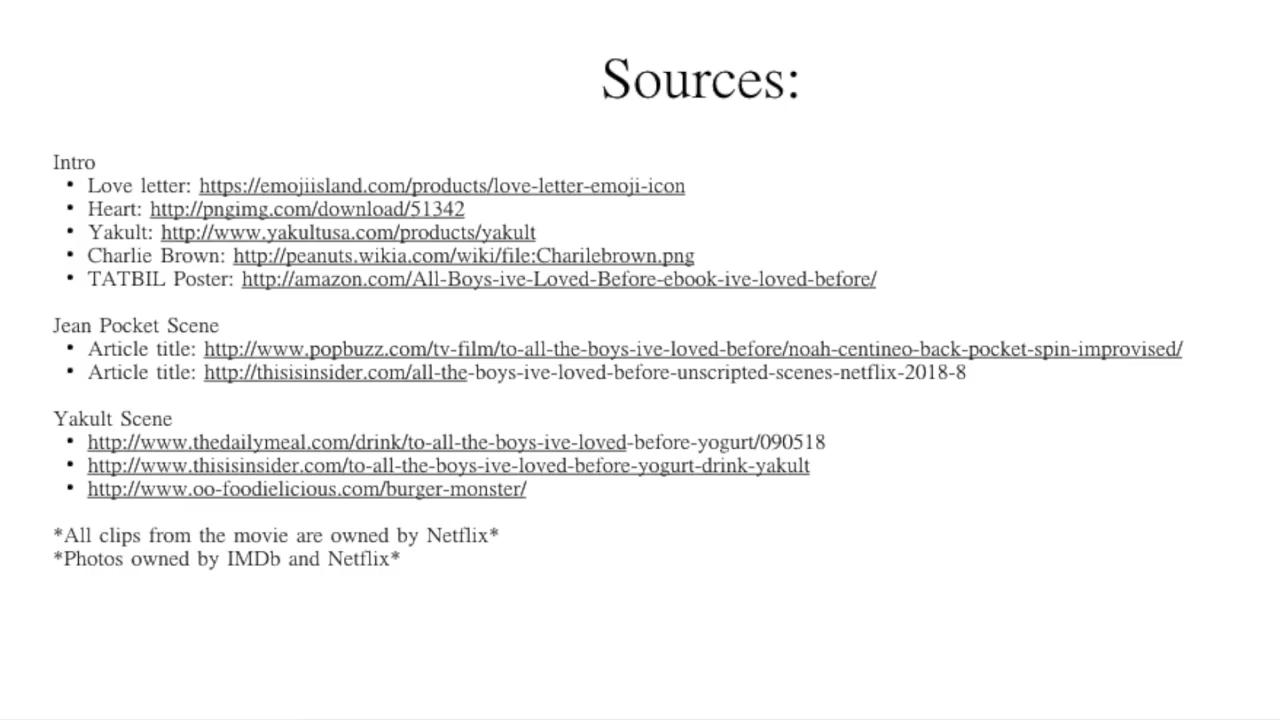 Sources:
Intro
• Love letter: https://emojiisland.com/products/love-letter-emoji-icon
• Heart: http://pngimg.com/download/51342
• Yakult: http://www.yakultusa.com/products/yakult
• Charlie Brown: http://peanuts.wikia.com/wiki/file:Charilebrown.png
• TATBIL Poster: http://amazon.com/All-Boys-ive-Loved-Before-ebook-ive-loved-before/
Jean Pocket Scene
• Article title: http://www.popbuzz.com/tv-film/to-all-the-boys-ive-loved-before/noah-centineo-back-pocket-spin-improvised/
• Article title: http://thisisinsider.com/all-the-boys-ive-loved-before-unscripted-scenes-netflix-2018-8
Yakult Scene
• http://www.thedailymeal.com/drink/to-all-the-boys-ive-loved-before-yogurt/090518
• http://www.thisisinsider.com/to-all-the-boys-ive-loved-before-yogurt-drink-yakult
• http://www.oo-foodielicious.com/burger-monster/
*All clips from the movie are owned by Netflix*
*Photos owned by IMDb and Netflix*